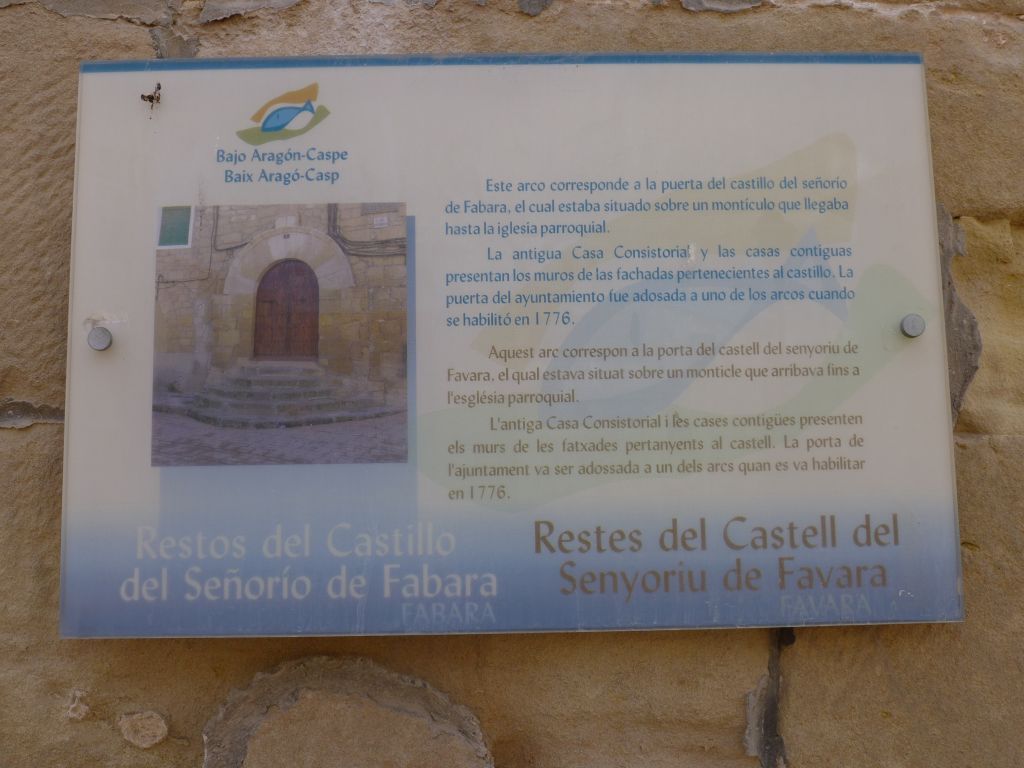 Bajo Aragón-Caspe
Baix Aragó-Casp
Este arco corresponde a la puerta del castillo del señorío
de Fabara, el cual estaba situado sobre un montículo que llegaba
hasta la iglesia parroquial.
La antigua Casa Consistorial y las casas contiguas
presentan los muros de las fachadas pertenecientes al castillo. La
puerta del ayuntamiento fue adosada a uno de los arcos cuando
se habilitó en 1776.
Aquest arc correspon a la porta del castell del senyoriu de
Favara, el qual estava situat sobre un monticle que arribava fins a
l'església parroquial.
L'antiga Casa Consistorial i les cases contigües presenten
els murs de les fatxades pertanyents al castell. La porta de
l'ajuntament va ser adossada a un dels arcs quan es va habilitar
en 1776.
Restos del Castillo
del Señorío de Fabara
FABARA
Restes del Castell del
Senyoriu de Favara
FAVARA